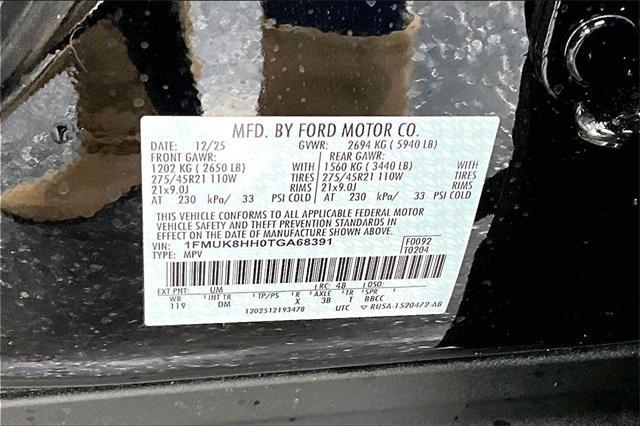 MFD. BY FORD MOTOR CO.
DATE: 12/25 GVWR: 2694 KG ( 5940 LB)
FRONT GAWR: REAR GAWR:
1202 KG ( 2650 LB) WITH 1560 KG ( 3440 LB) WITH
275/45R21 110W TIRES 275/45R21 110W TIRES
21x9.0J RIMS 21x9.0J RIMS
AT 230 kPa/ 33 PSI COLD AT 230 kPa/ 33 PSI COLD
THIS VEHICLE CONFORMS TO ALL APPLICABLE FEDERAL MOTOR
VEHICLE SAFETY AND THEFT PREVENTION STANDARDS IN
EFFECT ON THE DATE OF MANUFACTURE SHOWN ABOVE.
VIN: 1FMUK8HH0TGA68391 F0092
TYPE: MPV T0204
EXT PNT: UM RC: 48 DSO:
WB INT TR TP/PS R AXLE TR SPR
119 DM X 3B T BBCC
1202512193478 UTC RU5A-1520472-AB